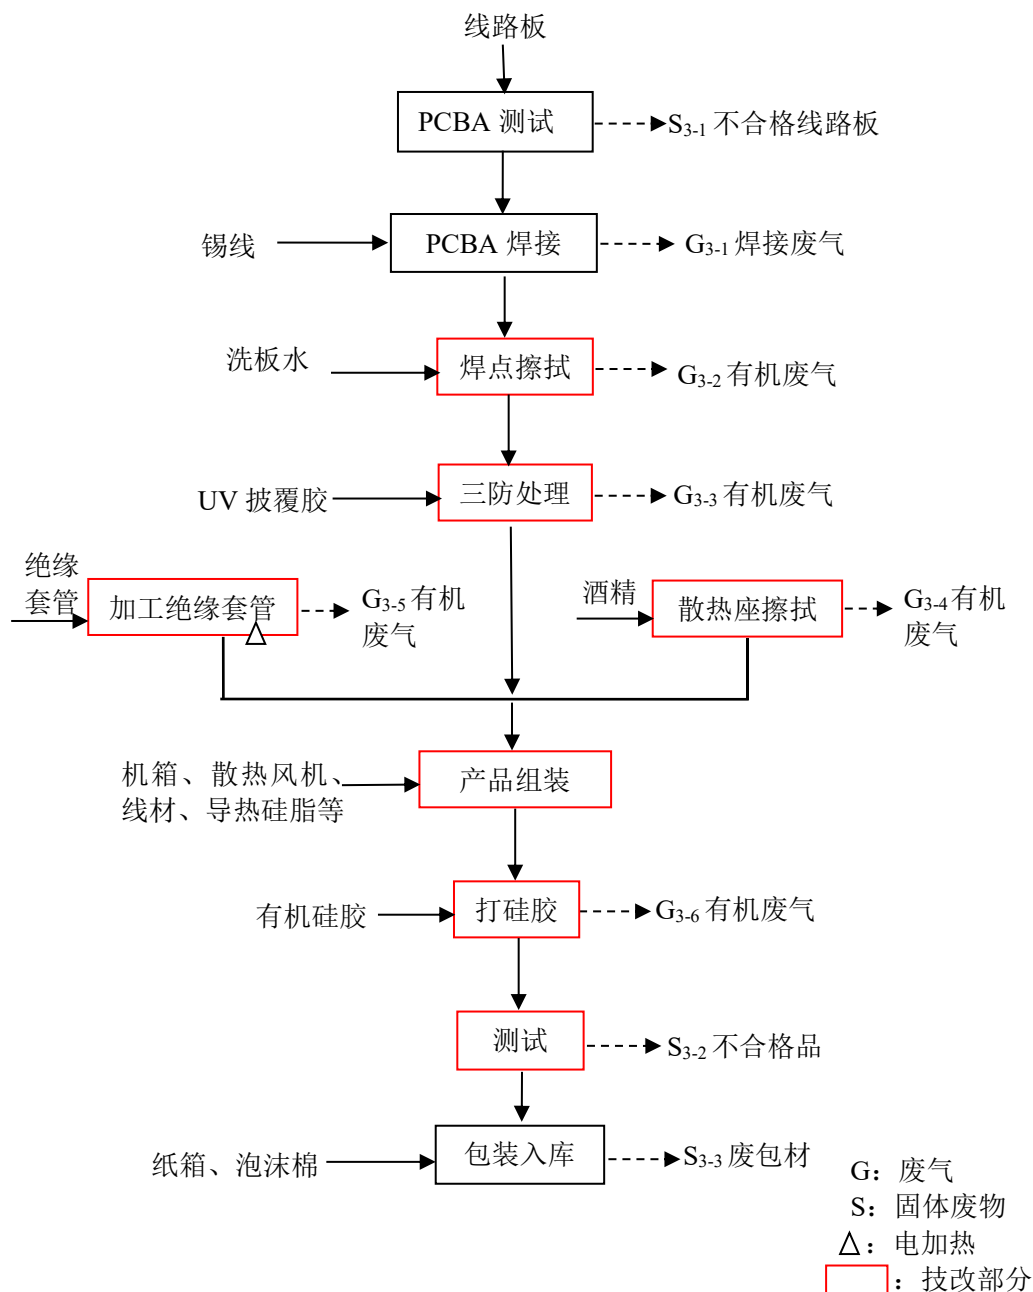 线路板
PCBA 测试
S3-1 不合格线路板
锡线
PCBA 焊接
G3-1 焊接废气
洗板水
焊点擦拭
G3-2 有机废气
UV 披覆胶
三防处理
G3-3 有机废气
绝缘
套管
加工绝缘套管
G3-5 有机
废气
酒精
散热座擦拭
G3-4 有机
废气
机箱、散热风机、
线材、导热硅脂等
产品组装
有机硅胶
打硅胶
G3-6 有机废气
测试
S3-2 不合格品
纸箱、泡沫棉
包装入库
S3-3 废包材
G：废气
S：固体废物
△：电加热
：技改部分